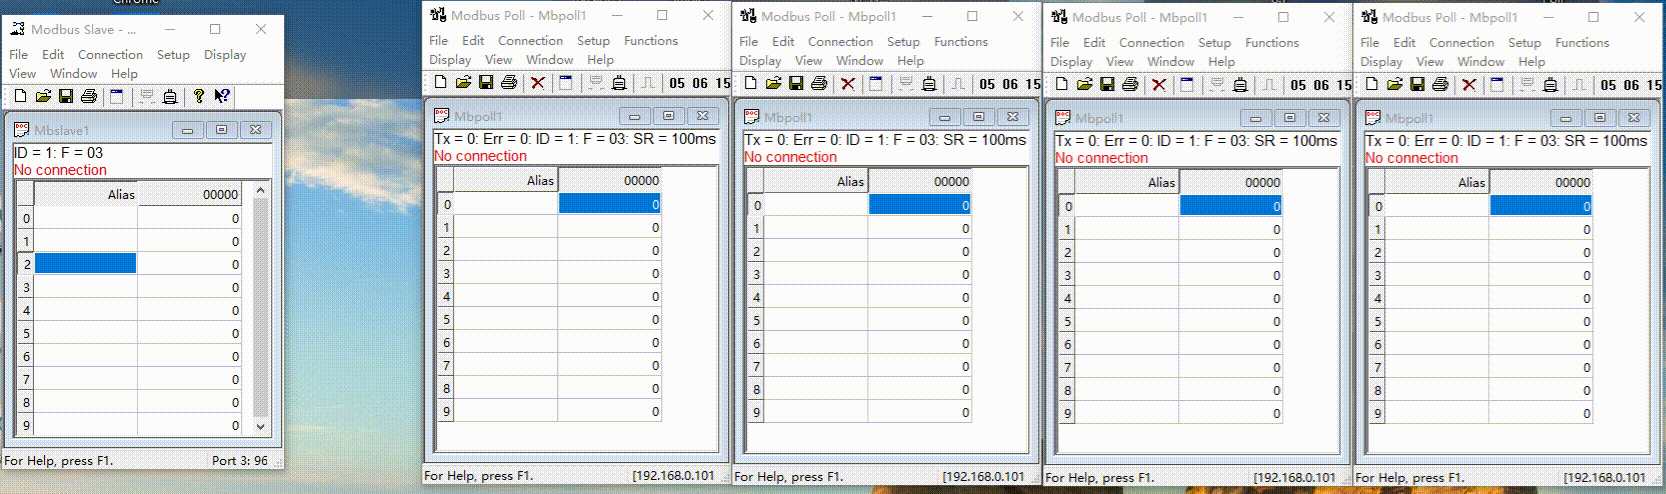 Chrome
Modbus Slave - ...
File Edit Connection Setup Display
View Window Help
Mbslave1
ID = 1: F = 03
No connection
Alias 00000
0 0
1 0
2 0
3 0
4 0
5 0
6 0
7 0
8 0
9 0
For Help, press F1. Port 3: 96
Modbus Poll - Mbpoll1
File Edit Connection Setup Functions
Display View Window Help
05 06 15
Mbpoll1
Tx = 0: Err = 0: ID = 1: F = 03: SR = 100ms
No connection
Alias 00000
0 0
1 0
2 0
3 0
4 0
5 0
6 0
7 0
8 0
9 0
For Help, press F1. [192.168.0.101
Modbus Poll - Mbpoll1
File Edit Connection Setup Functions
Display View Window Help
05 06 15
Mbpoll1
Tx = 0: Err = 0: ID = 1: F = 03: SR = 100ms
No connection
Alias 00000
0 0
1 0
2 0
3 0
4 0
5 0
6 0
7 0
8 0
9 0
For Help, press F1. [192.168.0.101
Modbus Poll - Mbpoll1
File Edit Connection Setup Functions
Display View Window Help
05 06 15
Mbpoll1
Tx = 0: Err = 0: ID = 1: F = 03: SR = 100ms
No connection
Alias 00000
0 0
1 0
2 0
3 0
4 0
5 0
6 0
7 0
8 0
9 0
For Help, press F1. [192.168.0.101
Modbus Poll - Mbpoll1
File Edit Connection Setup Functions
Display View Window Help
05 06 15
Mbpoll1
Tx = 0: Err = 0: ID = 1: F = 03: SR = 100ms
No connection
Alias 00000
0 0
1 0
2 0
3 0
4 0
5 0
6 0
7 0
8 0
9 0
For Help, press F1. [192.168.0.101